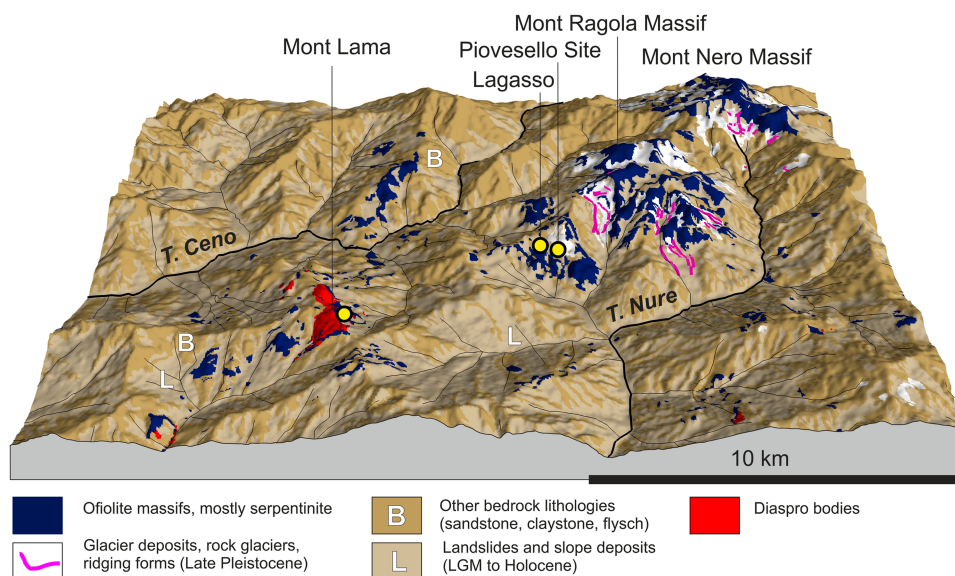 Mont Ragola Massif
Mont Lama
Piovesello Site
Mont Nero Massif
Lagasso
B
T. Ceno
T. Nure
B
L
L
10 km
Ofiolite massifs, mostly serpentinite
Glacier deposits, rock glaciers,
ridging forms (Late Pleistocene)
B
Other bedrock lithologies
(sandstone, claystone, flysch)
L
Landslides and slope deposits
(LGM to Holocene)
Diaspro bodies